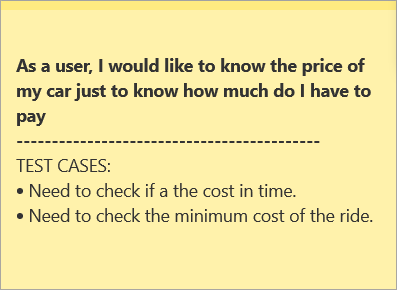 As a user, I would like to know the price of
my car just to know how much do I have to
pay
-------------------------------------------
TEST CASES:
• Need to check if a the cost in time.
• Need to check the minimum cost of the ride.